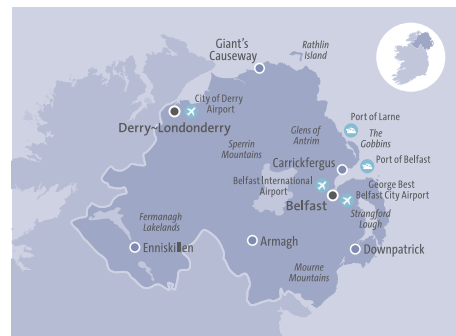 Giant's
Causeway
Rathlin
Island
City of Derry
Airport
Derry~Londonderry
Port of Larne
Glens of
Antrim
The
Gobbins
Sperrin
Mountains
Carrickfergus
Port of Belfast
Belfast International
Airport
George Best
Belfast City Airport
Belfast
Strangford
Lough
Fermanagh
Lakelands
Enniskillen
Armagh
Downpatrick
Mourne
Mountains